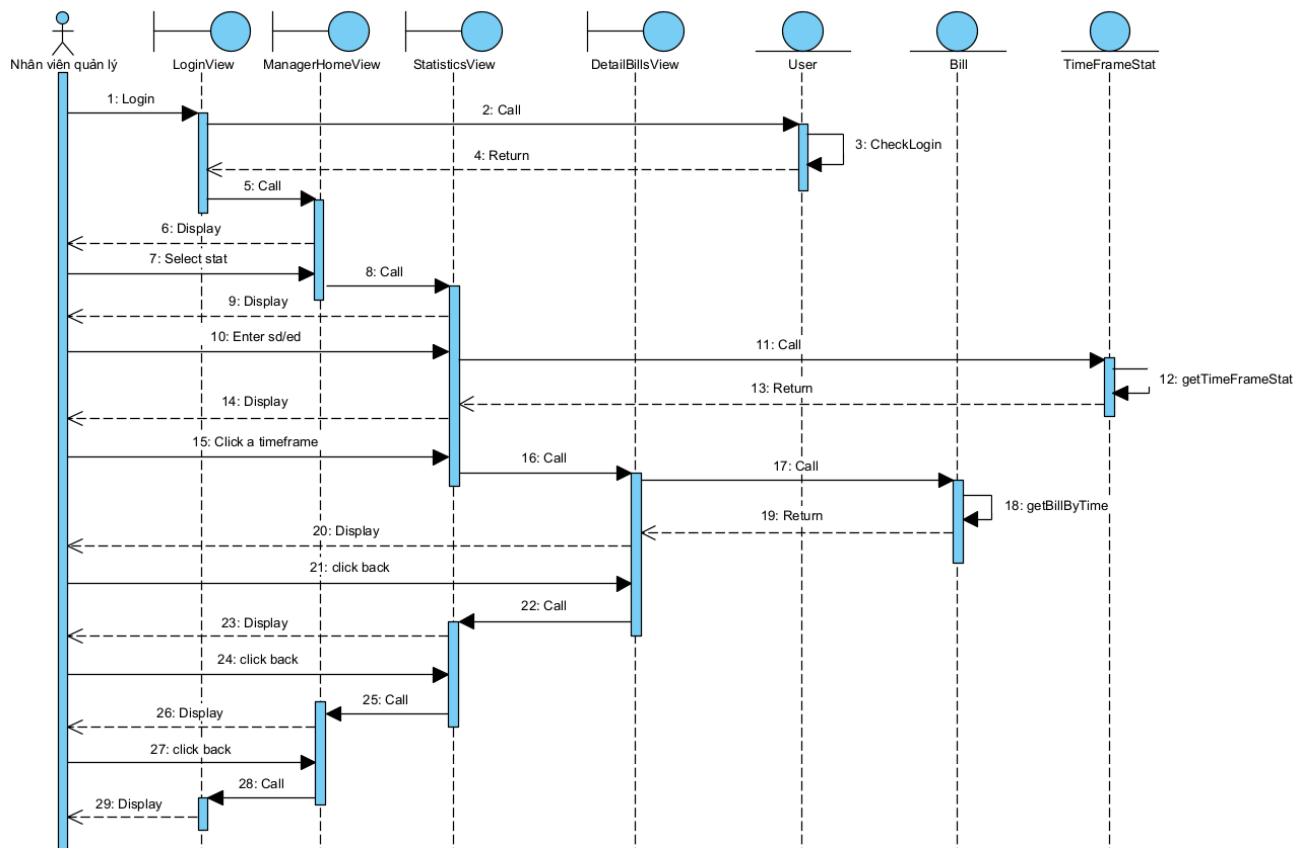 Nhân viên quản lý
LoginView
ManagerHomeView
StatisticsView
DetailBillsView
User
Bill
TimeFrameStat
1: Login
2: Call
3: CheckLogin
4: Return
5: Call
6: Display
7: Select stat
8: Call
9: Display
10: Enter sd/ed
11: Call
12: getTimeFrameStat
13: Return
14: Display
15: Click a timeframe
16: Call
17: Call
18: getBillByTime
19: Return
20: Display
21: click back
22: Call
23: Display
24: click back
25: Call
26: Display
27: click back
28: Call
29: Display